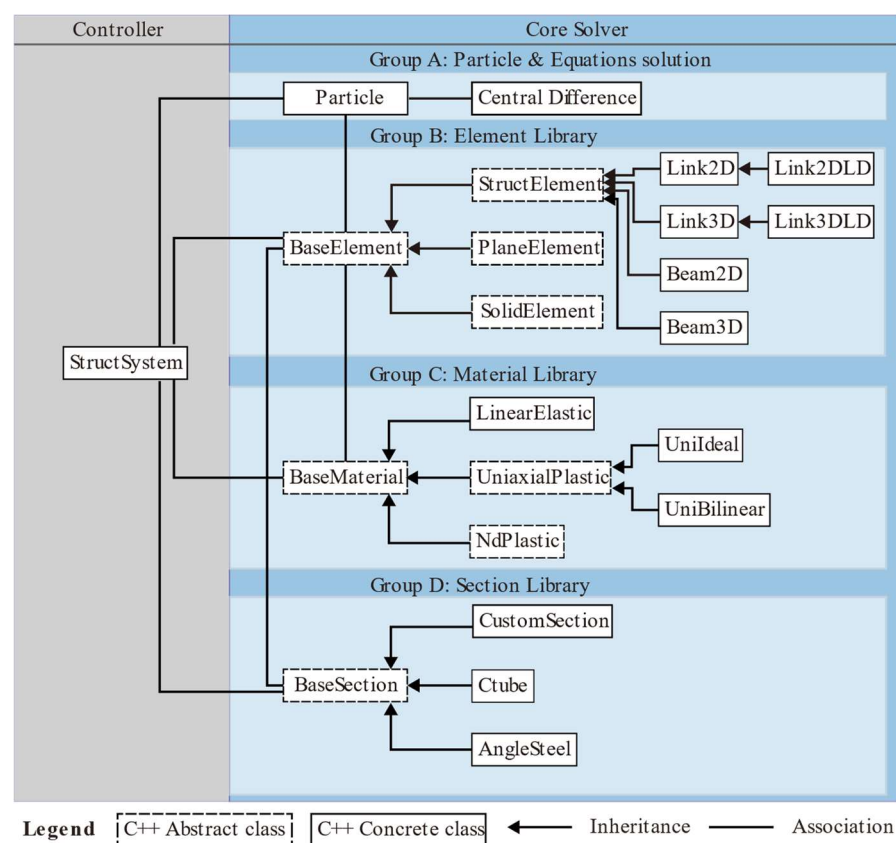 Controller
Core Solver
Group A: Particle & Equations solution
Particle
Central Difference
Group B: Element Library
StructElement
Link2D
Link2DLD
Link3D
Link3DLD
BaseElement
PlaneElement
Beam2D
SolidElement
Beam3D
StructSystem
Group C: Material Library
LinearElastic
UniIdeal
BaseMaterial
UniaxialPlastic
UniBilinear
NdPlastic
Group D: Section Library
CustomSection
BaseSection
Ctube
AngleSteel
Legend
C++ Abstract class
C++ Concrete class
Inheritance
Association